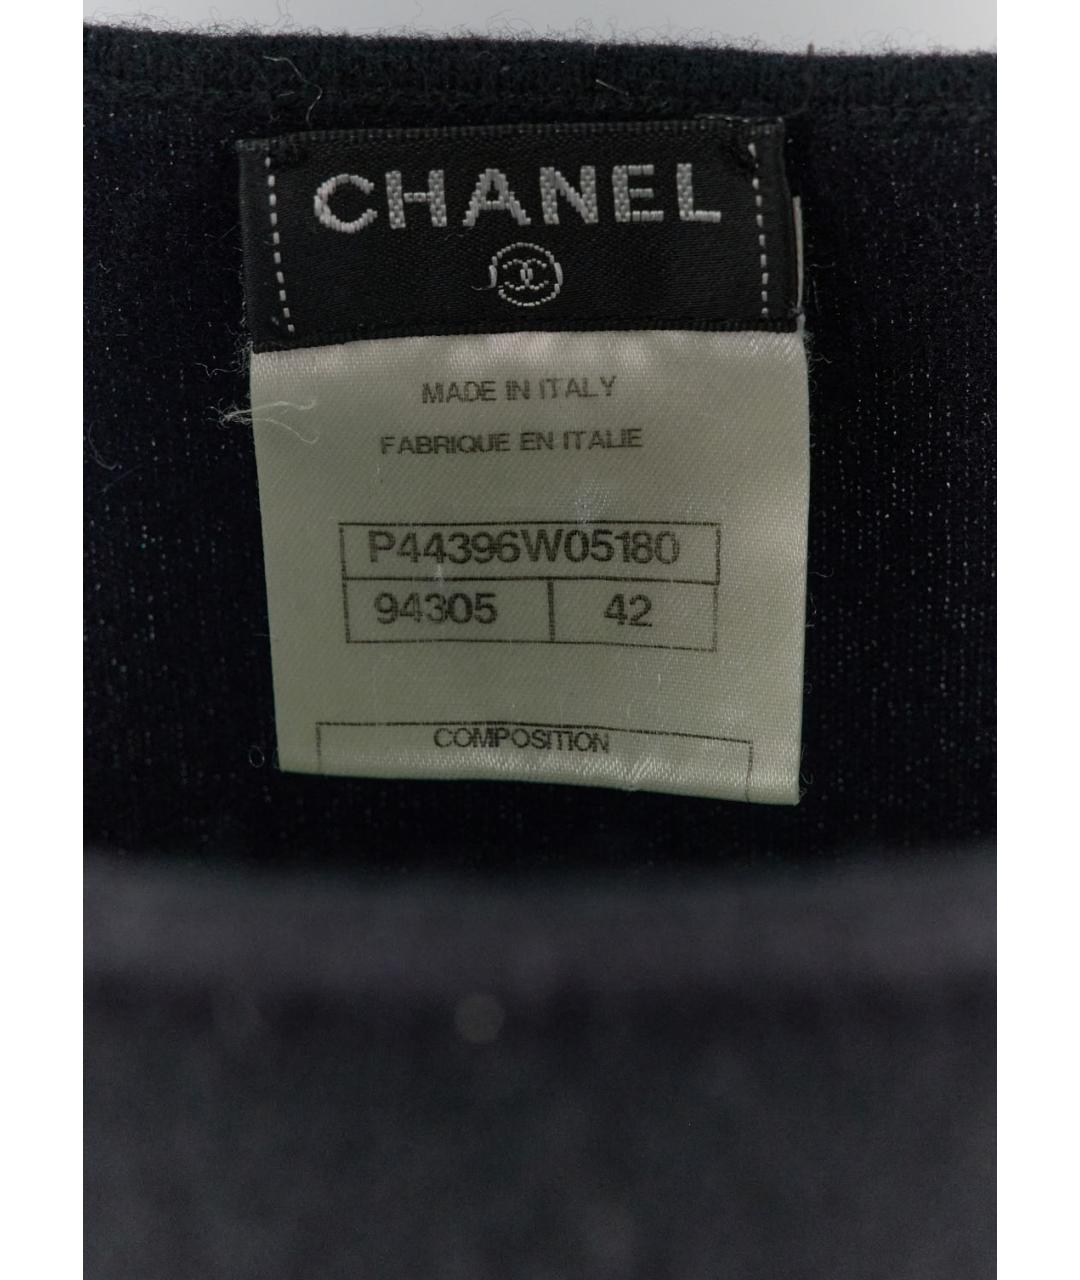 CHANEL
MADE IN ITALY
FABRIQUE EN ITALIE
P44396W05180
94305 42
COMPOSITION